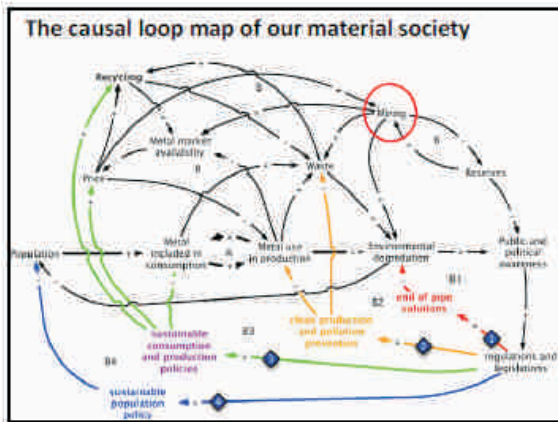 The causal loop map of our material society
Recycling
B
Mining
Metal market
availability
B
Price
R
Waste
Reserves
Population
Metal
included in
consumption
R
Metal use
in production
Environmental
degradation
Public and
political
awareness
B1
B2
end of pipe
solutions
clean production
and pollution
prevention
B3
sustainable
consumption
and production
policies
B4
regulations and
legislations
sustainable
population
policy